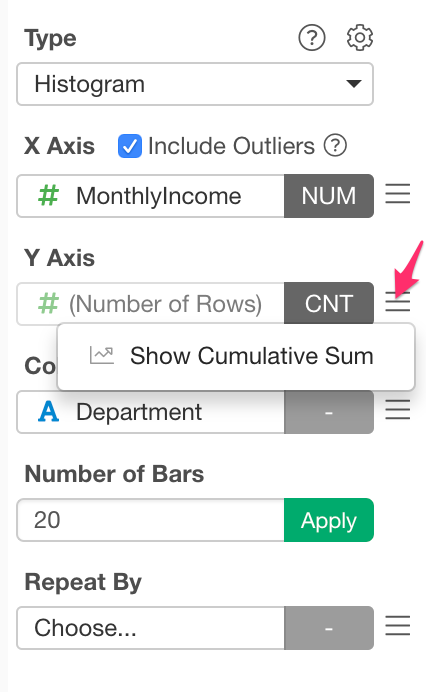 Type
Histogram
X Axis Include Outliers
# MonthlyIncome NUM
Y Axis
# (Number of Rows) CNT
Show Cumulative Sum
Co
A Department -
Number of Bars
20 Apply
Repeat By
Choose... -